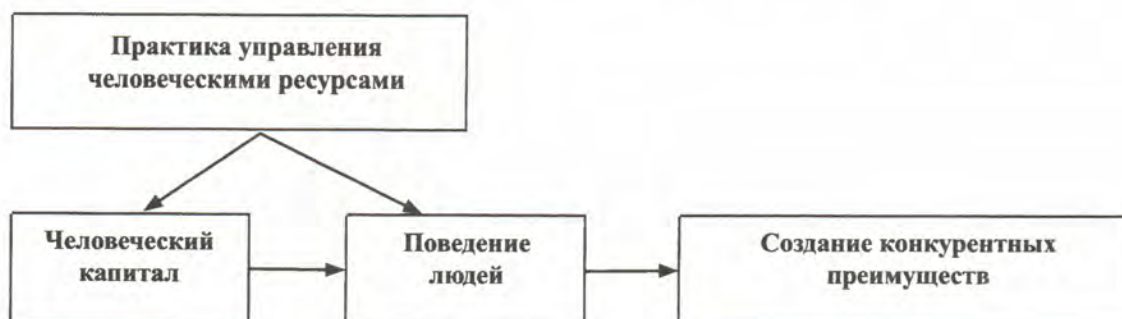 Практика управления
человеческими ресурсами
Человеческий
капитал
Поведение
людей
Создание конкурентных
преимуществ